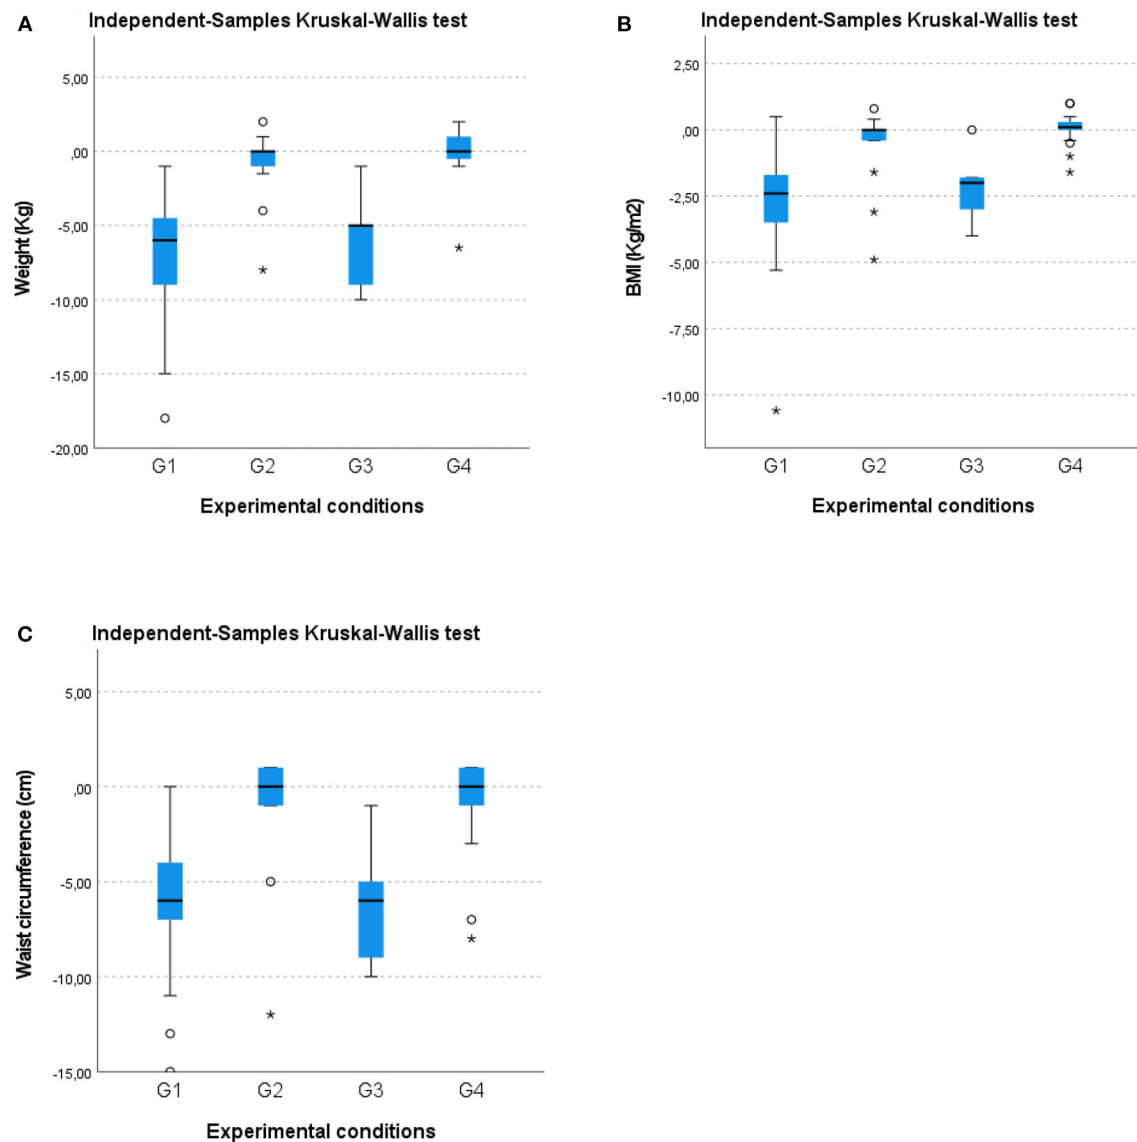 A
Independent-Samples Kruskal-Wallis test
5,00
,00
-5,00
-10,00
-15,00
-20,00
Weight (Kg)
G1 G2 G3 G4
Experimental conditions
B
Independent-Samples Kruskal-Wallis test
2,50
,00
-2,50
-5,00
-7,50
-10,00
BMI (Kg/m2)
G1 G2 G3 G4
Experimental conditions
C
Independent-Samples Kruskal-Wallis test
5,00
,00
-5,00
-10,00
-15,00
Waist circumference (cm)
G1 G2 G3 G4
Experimental conditions